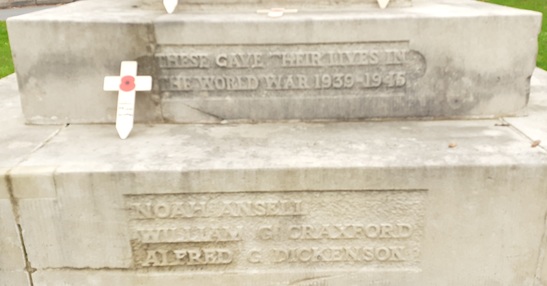 THESE GAVE THEIR LIVES IN
THE WORLD WAR 1939-1945
NOAH ANSELL
WILLIAM G. CRAXFORD
ALFRED G. DICKENSON